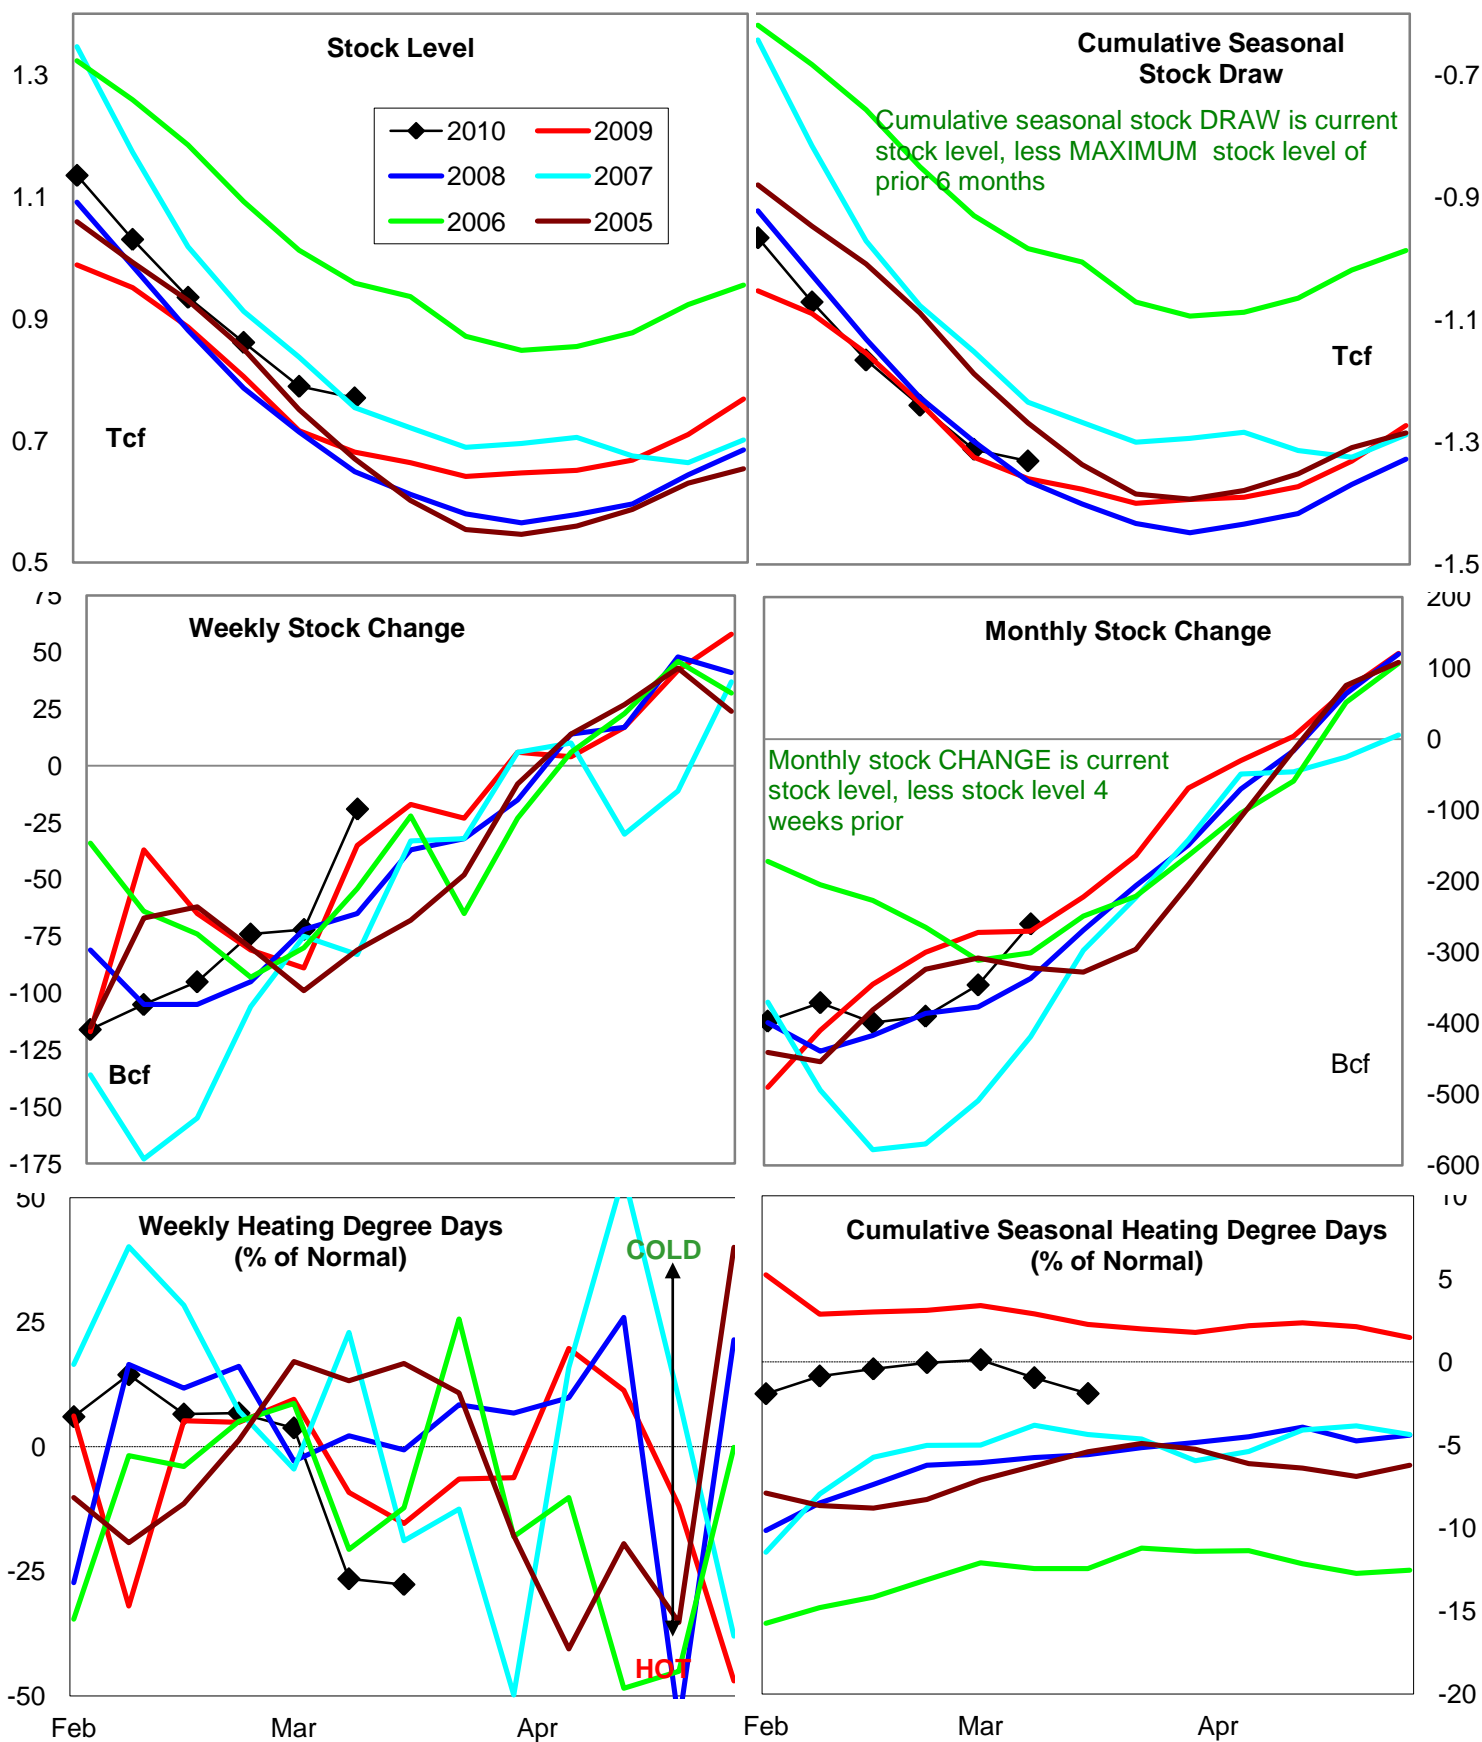 Stock Level
1.3
1.1
0.9
0.7
0.5
2010
2009
2008
2007
2006
2005
Tcf
Cumulative Seasonal
Stock Draw
Cumulative seasonal stock DRAW is current
stock level, less MAXIMUM stock level of
prior 6 months
Tcf
-0.7
-0.9
-1.1
-1.3
-1.5
Weekly Stock Change
75
50
25
0
-25
-50
-75
-100
-125
-150
-175
Bcf
Monthly Stock Change
Monthly stock CHANGE is current
stock level, less stock level 4
weeks prior
Bcf
200
100
0
-100
-200
-300
-400
-500
-600
Weekly Heating Degree Days
(% of Normal)
50
25
0
-25
-50
COLD
HOT
Feb
Mar
Apr
Cumulative Seasonal Heating Degree Days
(% of Normal)
10
5
0
-5
-10
-15
-20
Feb
Mar
Apr